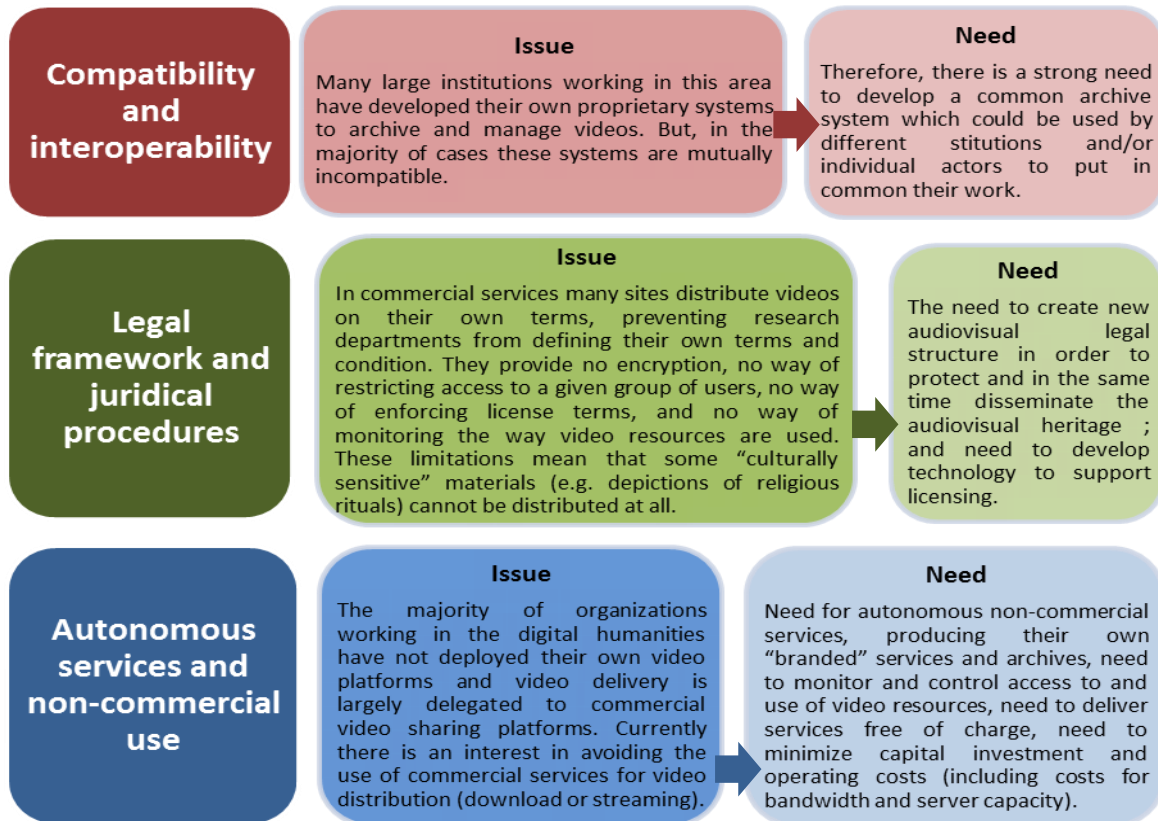 Compatibility
and
interoperability
Issue
Many large institutions working in this area
have developed their own proprietary systems
to archive and manage videos. But, in the
majority of cases these systems are mutually
incompatible.
Need
Therefore, there is a strong need
to develop a common archive
system which could be used by
different stitutions and/or
individual actors to put in
common their work.
Legal
framework and
juridical
procedures
Issue
In commercial services many sites distribute videos
on their own terms, preventing research
departments from defining their own terms and
condition. They provide no encryption, no way of
restricting access to a given group of users, no way
of enforcing license terms, and no way of
monitoring the way video resources are used.
These limitations mean that some “culturally
sensitive” materials (e.g. depictions of religious
rituals) cannot be distributed at all.
Need
The need to create new
audiovisual legal
structure in order to
protect and in the same
time disseminate the
audiovisual heritage ;
and need to develop
technology to support
licensing.
Autonomous
services and
non-commercial
use
Issue
The majority of organizations
working in the digital humanities
have not deployed their own video
platforms and video delivery is
largely delegated to commercial
video sharing platforms. Currently
there is an interest in avoiding the
use of commercial services for video
distribution (download or streaming).
Need
Need for autonomous non-commercial
services, producing their own
“branded” services and archives, need
to monitor and control access to and
use of video resources, need to deliver
services free of charge, need to
minimize capital investment and
operating costs (including costs for
bandwidth and server capacity).